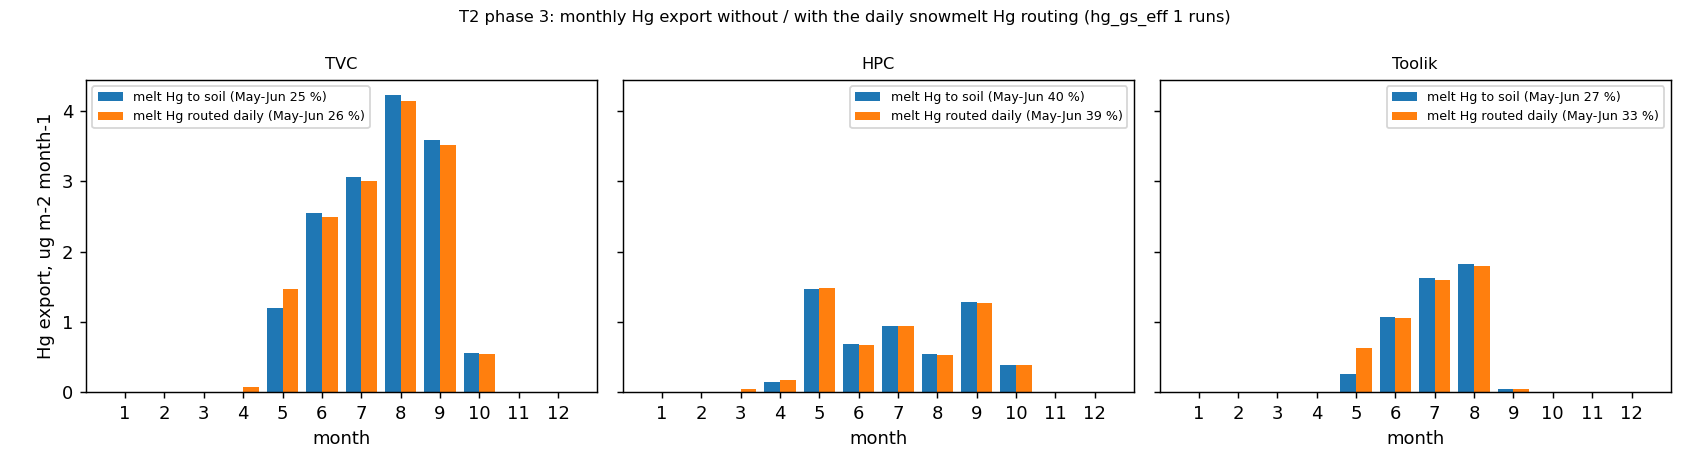 T2 phase 3: monthly Hg export without / with the daily snowmelt Hg routing (hg_gs_eff 1 runs)
TVC
melt Hg to soil (May-Jun 25 %)
melt Hg routed daily (May-Jun 26 %)
Hg export, ug m-2 month-1
4
3
2
1
0
1 2 3 4 5 6 7 8 9 10 11 12
month
HPC
melt Hg to soil (May-Jun 40 %)
melt Hg routed daily (May-Jun 39 %)
1 2 3 4 5 6 7 8 9 10 11 12
month
Toolik
melt Hg to soil (May-Jun 27 %)
melt Hg routed daily (May-Jun 33 %)
1 2 3 4 5 6 7 8 9 10 11 12
month